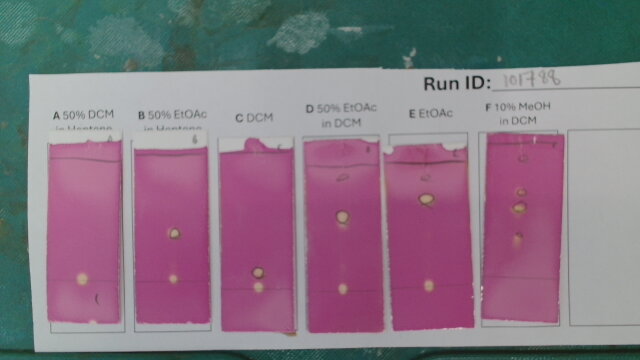 Run ID: 101788
A 50% DCM
in Heptane
B 50% EtOAc
in Heptane
C DCM
D 50% EtOAc
in DCM
E EtOAc
F 10% MeOH
in DCM